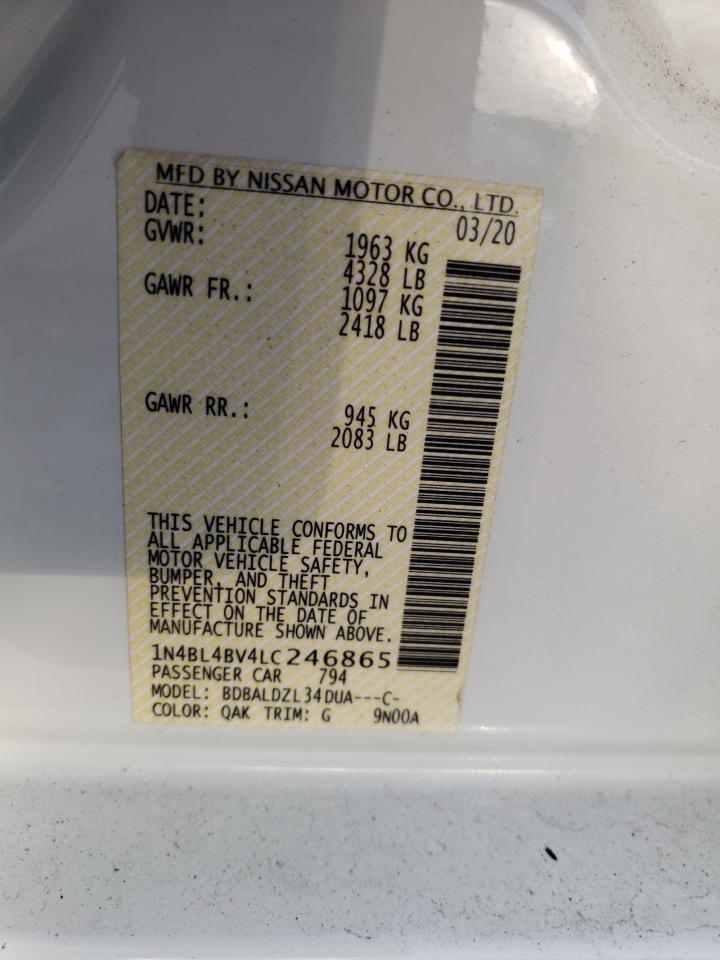 MFD BY NISSAN MOTOR CO., LTD.
DATE: 03/20
GVWR: 1963 KG
4328 LB
GAWR FR.: 1097 KG
2418 LB
GAWR RR.: 945 KG
2083 LB
THIS VEHICLE CONFORMS TO
ALL APPLICABLE FEDERAL
MOTOR VEHICLE SAFETY,
BUMPER, AND THEFT
PREVENTION STANDARDS IN
EFFECT ON THE DATE OF
MANUFACTURE SHOWN ABOVE.
1N4BL4BV4LC246865
PASSENGER CAR 794
MODEL: BDBALDZL34DUA---C-
COLOR: QAK TRIM: G 9N00A